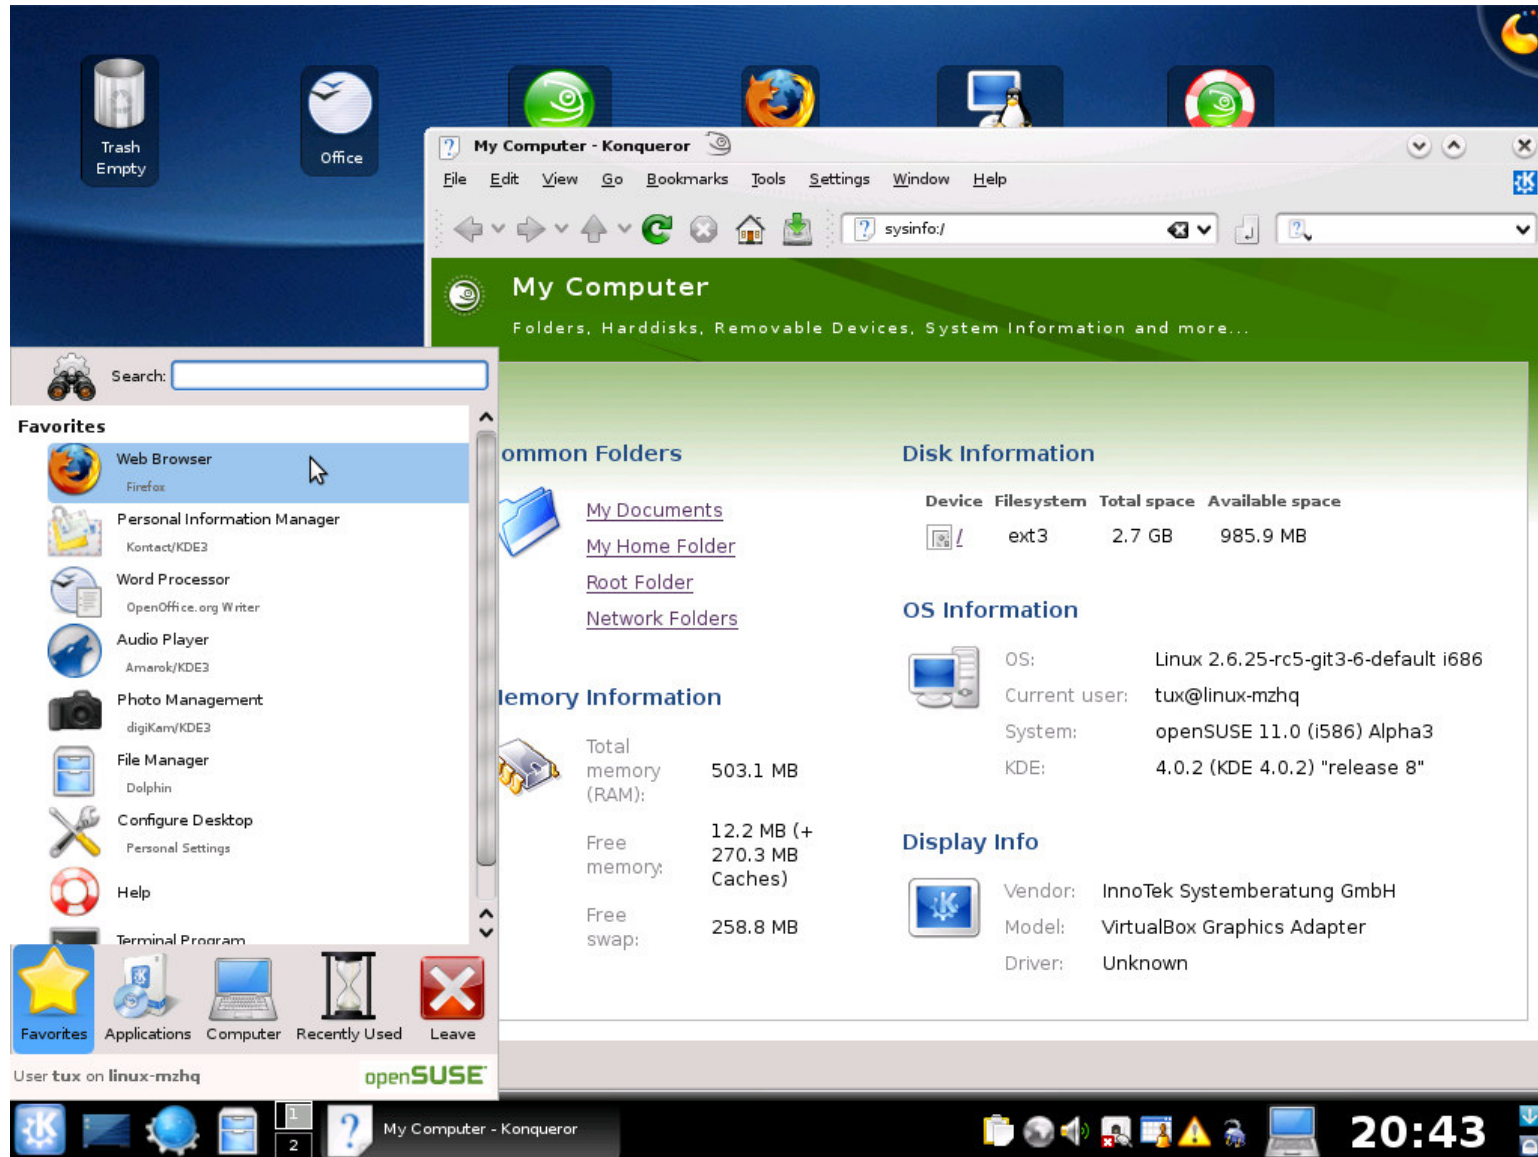 Trash
Empty
Office
My Computer - Konqueror
File Edit View Go Bookmarks Tools Settings Window Help
sysinfo:/
My Computer
Folders, Harddisks, Removable Devices, System Information and more...
Search:
Favorites
Web Browser
Firefox
Personal Information Manager
Kontact/KDE3
Word Processor
OpenOffice.org Writer
Audio Player
Amarok/KDE3
Photo Management
digiKam/KDE3
File Manager
Dolphin
Configure Desktop
Personal Settings
Help
Terminal Program
Favorites Applications Computer Recently Used Leave
User tux on linux-mzhq
openSUSE
ommon Folders
My Documents
My Home Folder
Root Folder
Network Folders
emory Information
Total
memory
(RAM):
503.1 MB
Free
memory:
12.2 MB (+
270.3 MB
Caches)
Free
swap:
258.8 MB
Disk Information
Device Filesystem Total space Available space
/ ext3 2.7 GB 985.9 MB
OS Information
OS: Linux 2.6.25-rc5-git3-6-default i686
Current user: tux@linux-mzhq
System: openSUSE 11.0 (i586) Alpha3
KDE: 4.0.2 (KDE 4.0.2) "release 8"
Display Info
Vendor: InnoTek Systemberatung GmbH
Model: VirtualBox Graphics Adapter
Driver: Unknown
1
2
My Computer - Konqueror
20:43